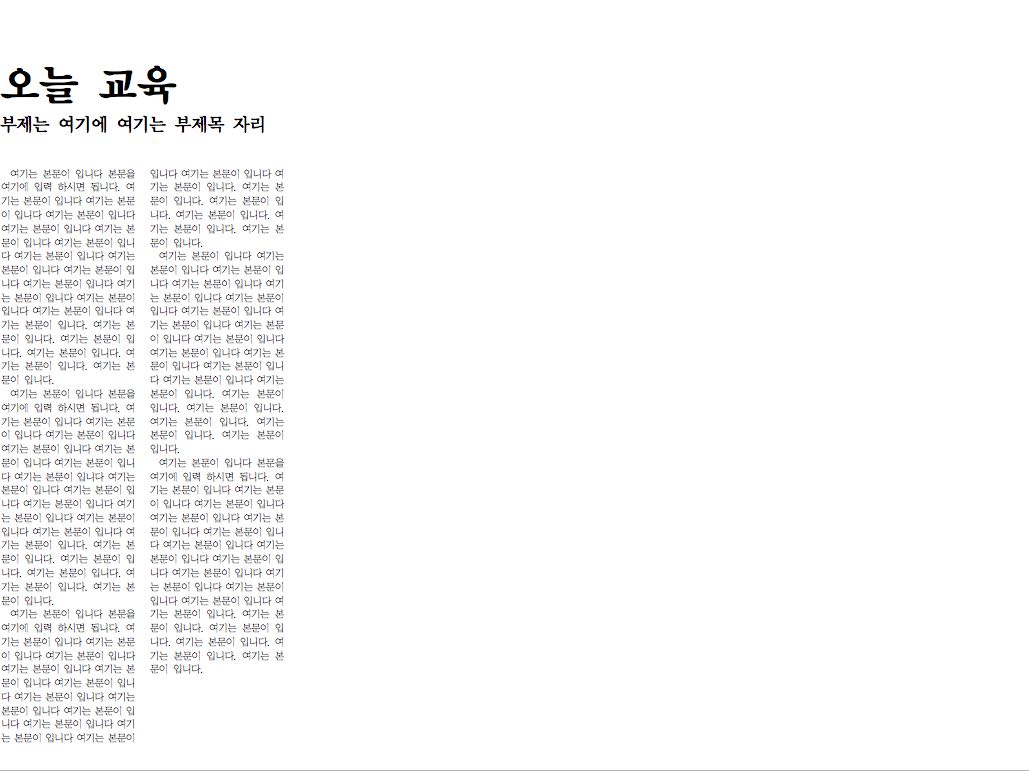 오늘 교육
부제는 여기에 여기는 부제목 자리
여기는 본문이 입니다 본문을
여기에 입력 하시면 됩니다. 여
기는 본문이 입니다 여기는 본문
이 입니다 여기는 본문이 입니다
여기는 본문이 입니다 여기는 본
문이 입니다 여기는 본문이 입니
다 여기는 본문이 입니다 여기는
본문이 입니다 여기는 본문이 입
니다 여기는 본문이 입니다 여기
는 본문이 입니다 여기는 본문이
입니다 여기는 본문이 입니다 여
기는 본문이 입니다. 여기는 본
문이 입니다. 여기는 본문이 입
니다. 여기는 본문이 입니다. 여
기는 본문이 입니다. 여기는 본
문이 입니다.
여기는 본문이 입니다 본문을
여기에 입력 하시면 됩니다. 여
기는 본문이 입니다 여기는 본문
이 입니다 여기는 본문이 입니다
여기는 본문이 입니다 여기는 본
문이 입니다 여기는 본문이 입니
다 여기는 본문이 입니다 여기는
본문이 입니다 여기는 본문이 입
니다 여기는 본문이 입니다 여기
는 본문이 입니다 여기는 본문이
입니다 여기는 본문이 입니다 여
기는 본문이 입니다. 여기는 본
문이 입니다. 여기는 본문이 입
니다. 여기는 본문이 입니다. 여
기는 본문이 입니다. 여기는 본
문이 입니다.
여기는 본문이 입니다 본문을
여기에 입력 하시면 됩니다. 여
기는 본문이 입니다 여기는 본문
이 입니다 여기는 본문이 입니다
여기는 본문이 입니다 여기는 본
문이 입니다 여기는 본문이 입니
다 여기는 본문이 입니다 여기는
본문이 입니다 여기는 본문이 입
니다 여기는 본문이 입니다 여기
는 본문이 입니다 여기는 본문이
입니다 여기는 본문이 입니다 여
기는 본문이 입니다. 여기는 본
문이 입니다. 여기는 본문이 입
니다. 여기는 본문이 입니다. 여
기는 본문이 입니다. 여기는 본
문이 입니다.
여기는 본문이 입니다 여기는
본문이 입니다 여기는 본문이 입
니다 여기는 본문이 입니다 여기
는 본문이 입니다 여기는 본문이
입니다 여기는 본문이 입니다 여
기는 본문이 입니다 여기는 본문
이 입니다 여기는 본문이 입니다
여기는 본문이 입니다 여기는 본
문이 입니다 여기는 본문이 입니
다 여기는 본문이 입니다 여기는
본문이 입니다. 여기는 본문이
입니다. 여기는 본문이 입니다.
여기는 본문이 입니다. 여기는
본문이 입니다. 여기는 본문이
입니다.
여기는 본문이 입니다 본문을
여기에 입력 하시면 됩니다. 여
기는 본문이 입니다 여기는 본문
이 입니다 여기는 본문이 입니다
여기는 본문이 입니다 여기는 본
문이 입니다 여기는 본문이 입니
다 여기는 본문이 입니다 여기는
본문이 입니다 여기는 본문이 입
니다 여기는 본문이 입니다 여기
는 본문이 입니다 여기는 본문이
입니다 여기는 본문이 입니다 여
기는 본문이 입니다. 여기는 본
문이 입니다. 여기는 본문이 입
니다. 여기는 본문이 입니다. 여
기는 본문이 입니다. 여기는 본
문이 입니다.